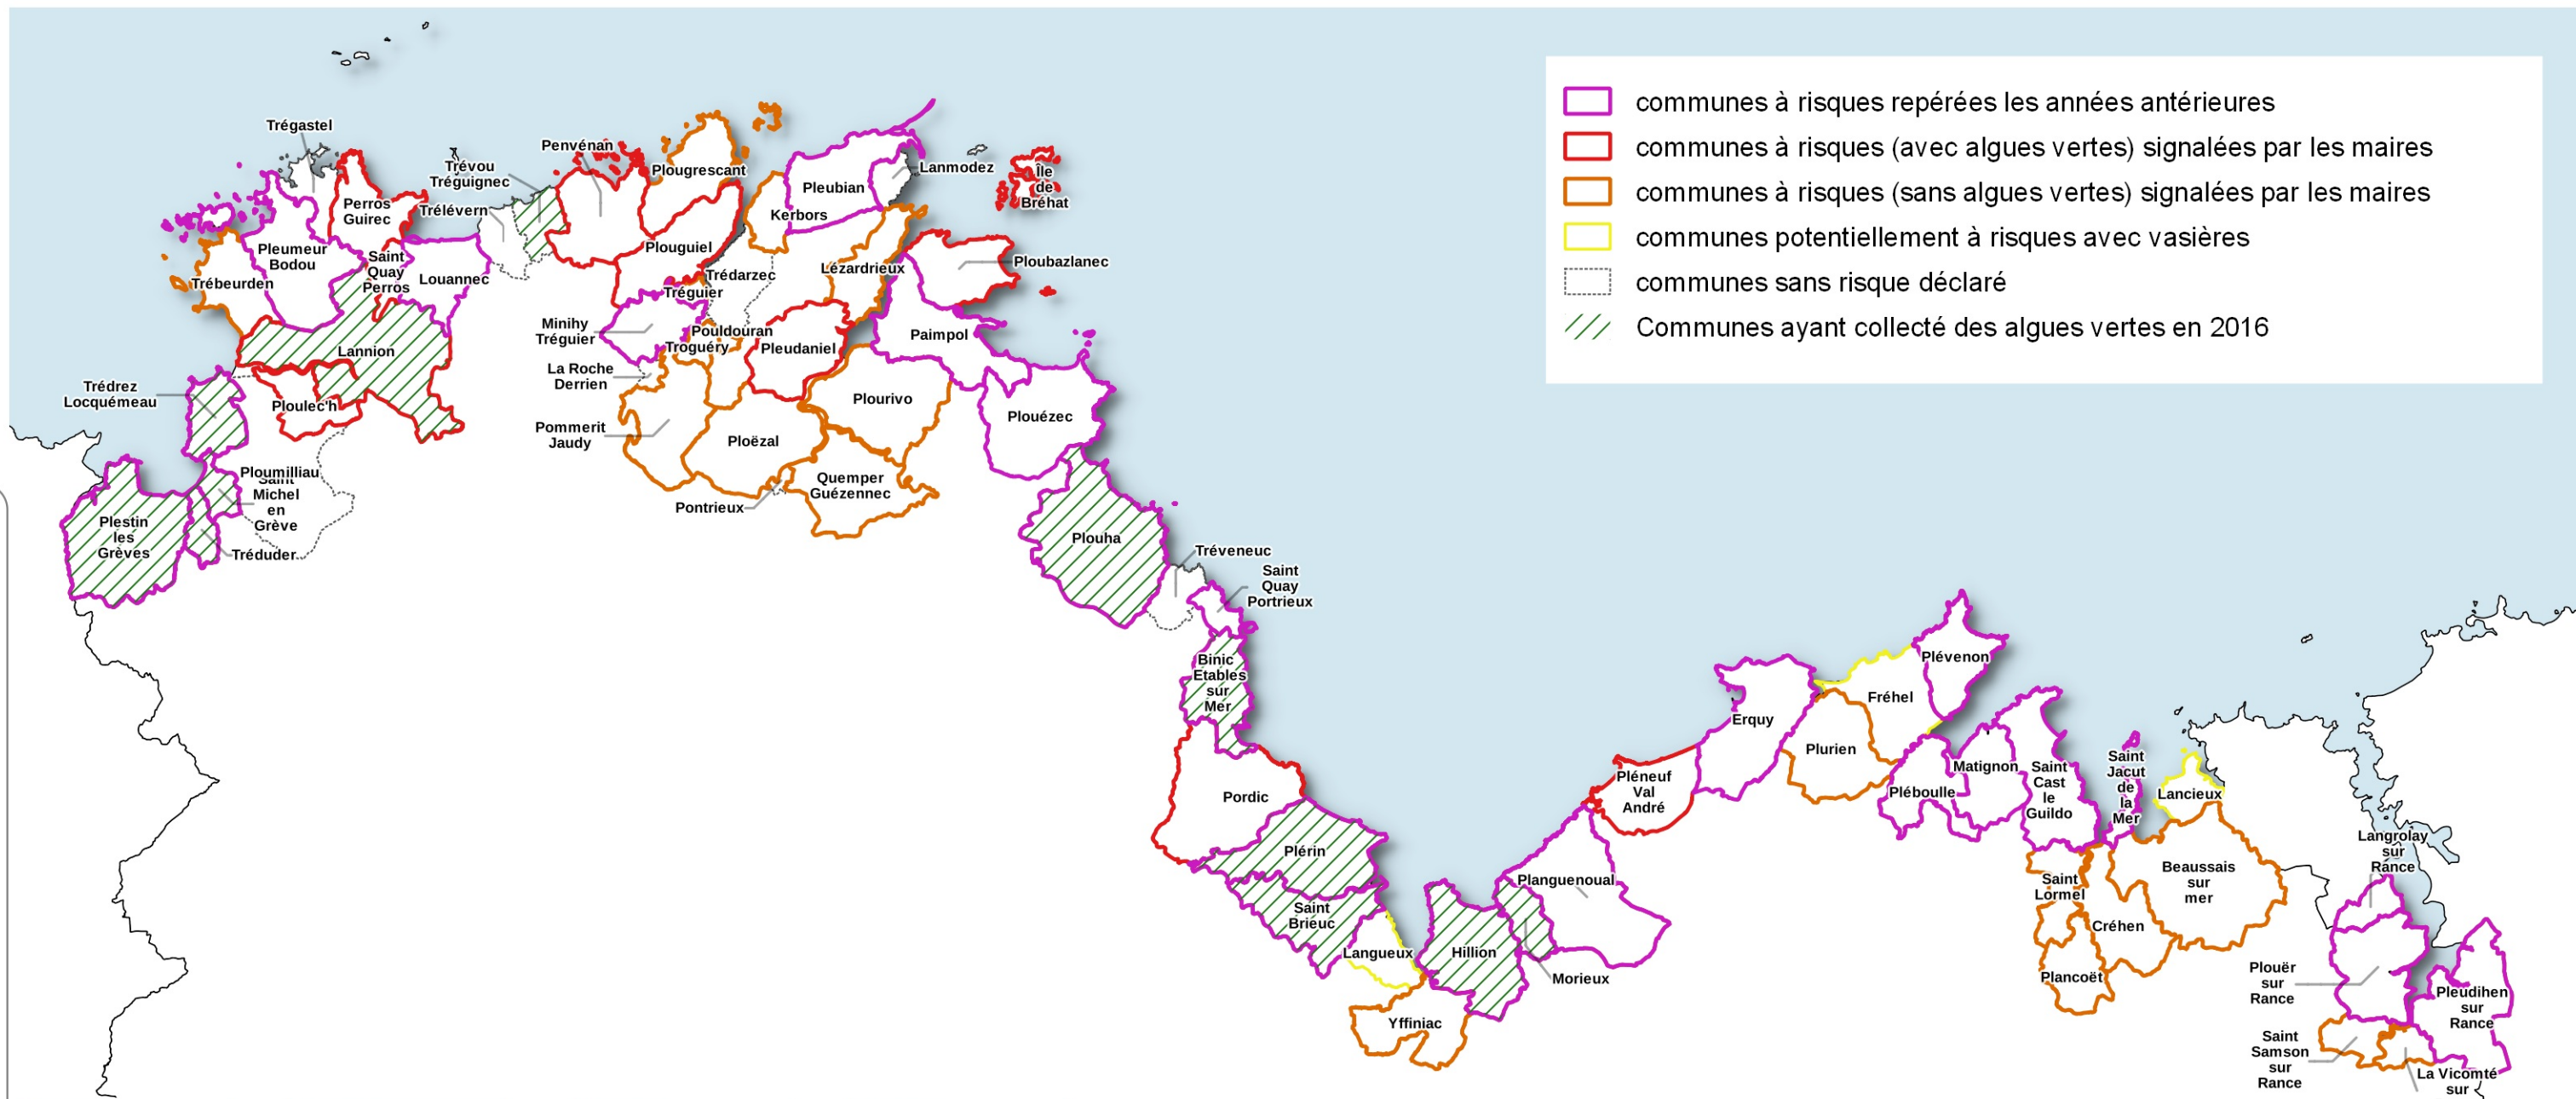 communes à risques repérées les années antérieures
communes à risques (avec algues vertes) signalées par les maires
communes à risques (sans algues vertes) signalées par les maires
communes potentiellement à risques avec vasières
communes sans risque déclaré
Communes ayant collecté des algues vertes en 2016
Trégastel
Perros
Guirec
Trévou
Tréguignec
Trélévern
Penvénan
Plougrescant
Pleubian
Lanmodez
Île
de
Bréhat
Kerbors
Pleumeur
Bodou
Saint
Quay
Perros
Louannec
Trébeurden
Plouguiel
Trédarzec
Lézardrieux
Ploubazlanec
Tréguier
Minihy
Tréguier
Pouldouran
Troguéry
Pleudaniel
Paimpol
Lannion
La Roche
Derrien
Trédrez
Locquémeau
Ploulec'h
Plourivo
Plouézec
Pommerit
Jaudy
Ploëzal
Quemper
Guézennec
Pontrieux
Ploumilliau
Saint
Michel
en
Grève
Plestin
les
Grèves
Tréduder
Plouha
Tréveneuc
Saint
Quay
Portrieux
Binic
Etables
sur
Mer
Pordic
Plérin
Saint
Brieuc
Langueux
Yffiniac
Hillion
Morieux
Planguenoual
Pléneuf
Val
André
Erquy
Plurien
Fréhel
Plévenon
Pléboulle
Matignon
Saint
Cast
le
Guildo
Saint
Jacut
de
la
Mer
Lancieux
Beaussais
sur
mer
Saint
Lormel
Créhen
Plancoët
Langrolay
sur
Rance
Plouër
sur
Rance
Pleudihen
sur
Rance
Saint
Samson
sur
Rance
La Vicomté
sur